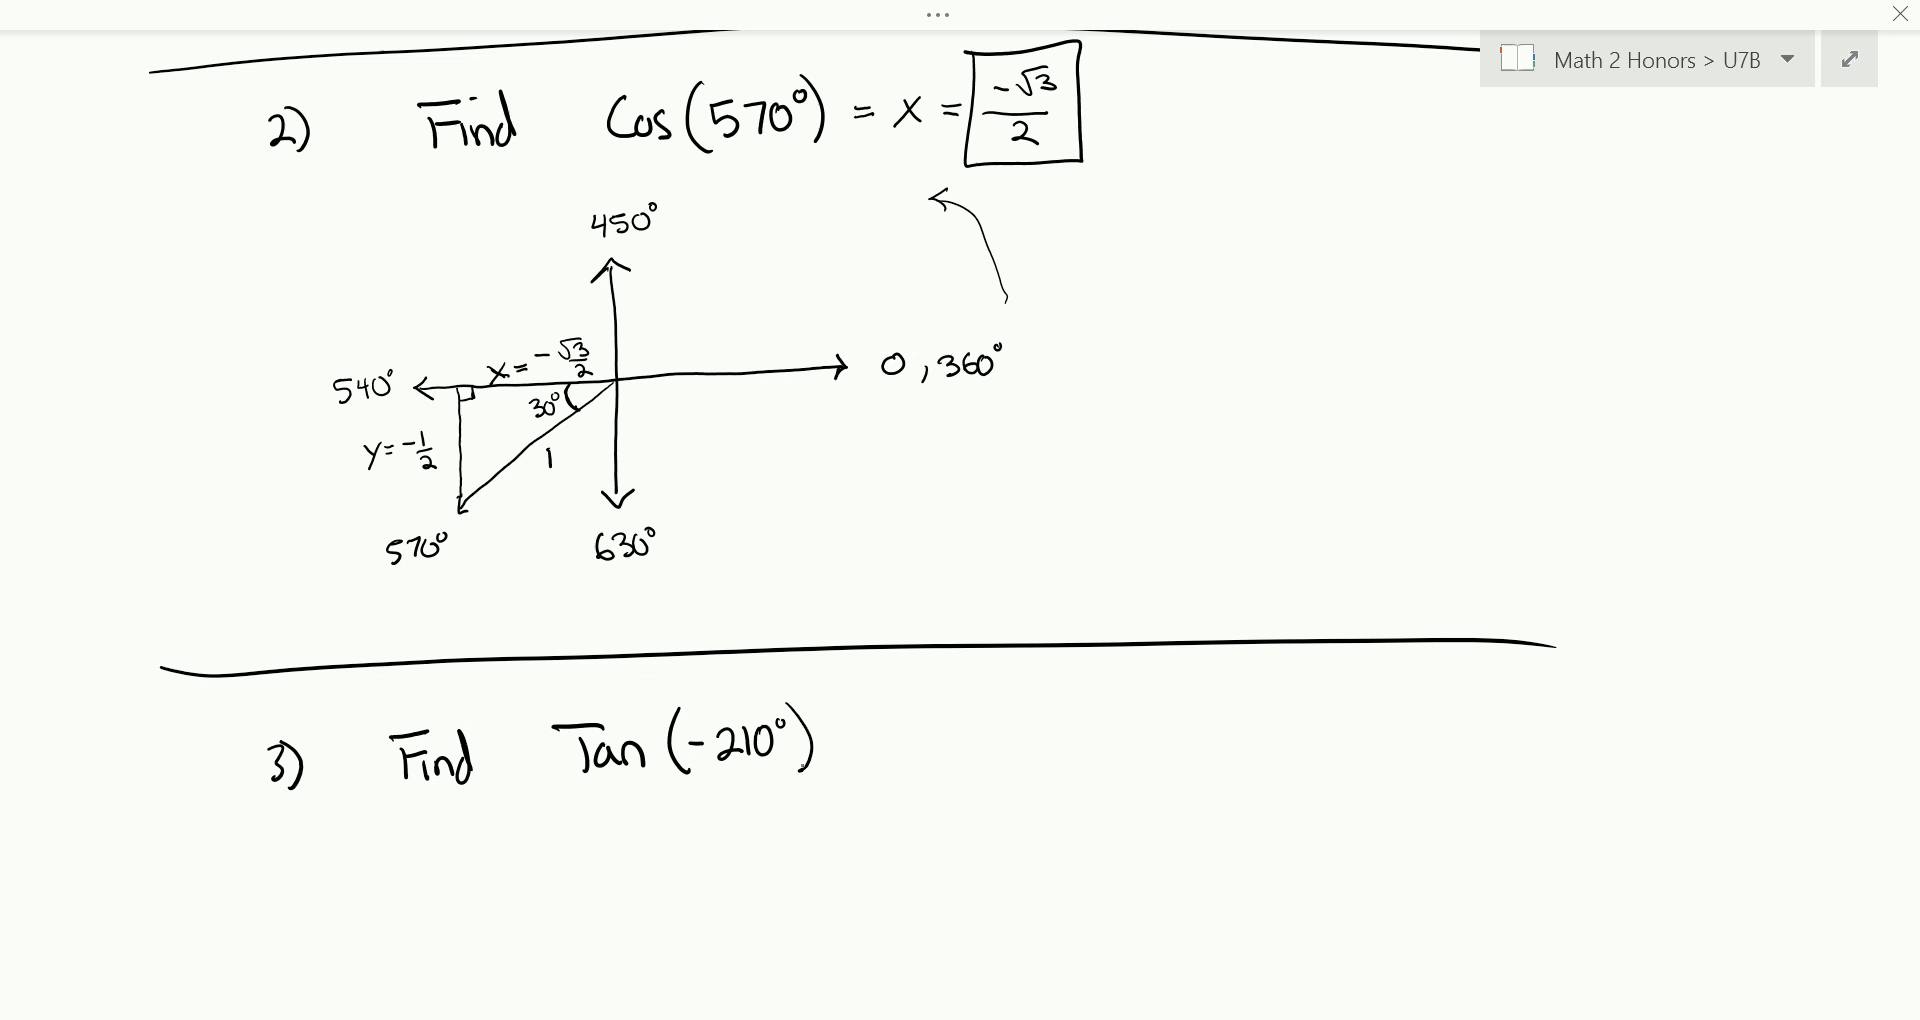 Math 2 Honors > U7B
2) Find Cos(570°) = x = -√3/2
450°
x = -√3/2
540°
0, 360°
30°
y = -1/2
1
570°
630°
3) Find Tan(-210°)